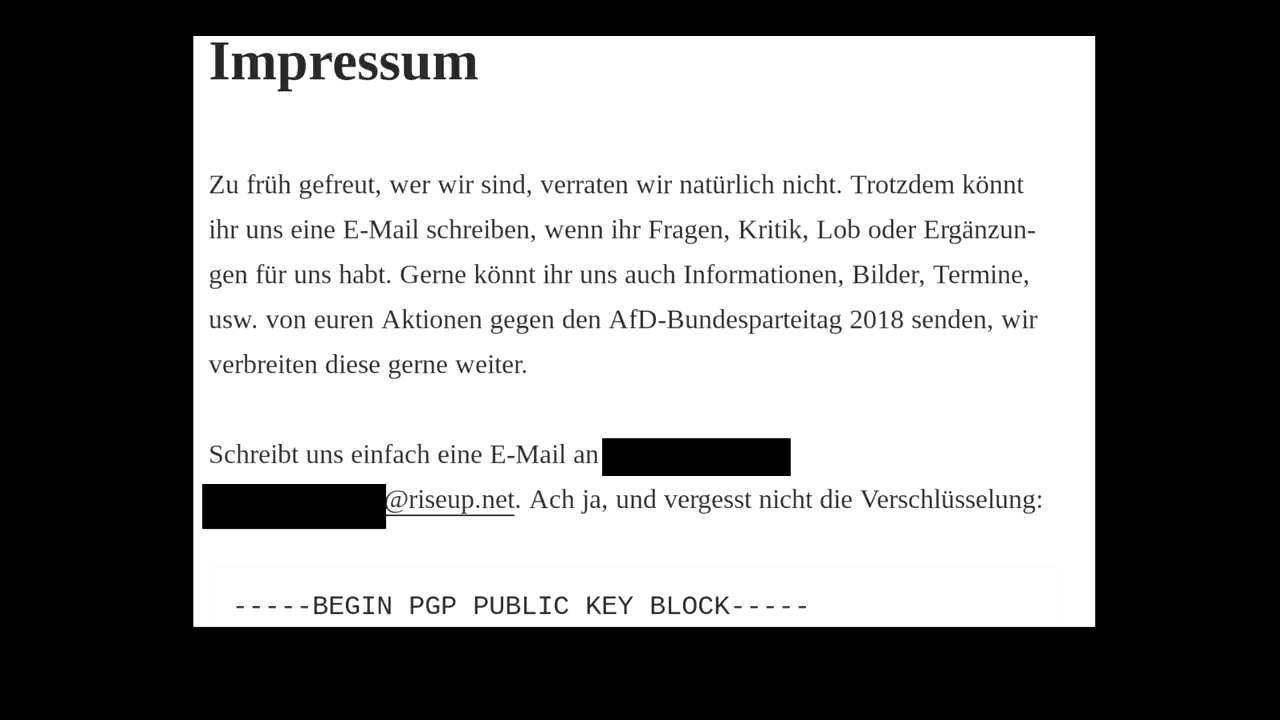 Impressum
Zu früh gefreut, wer wir sind, verraten wir natürlich nicht. Trotzdem könnt
ihr uns eine E-Mail schreiben, wenn ihr Fragen, Kritik, Lob oder Ergänzun-
gen für uns habt. Gerne könnt ihr uns auch Informationen, Bilder, Termine,
usw. von euren Aktionen gegen den AfD-Bundesparteitag 2018 senden, wir
verbreiten diese gerne weiter.
Schreibt uns einfach eine E-Mail an
@riseup.net. Ach ja, und vergesst nicht die Verschlüsselung:
-----BEGIN PGP PUBLIC KEY BLOCK-----